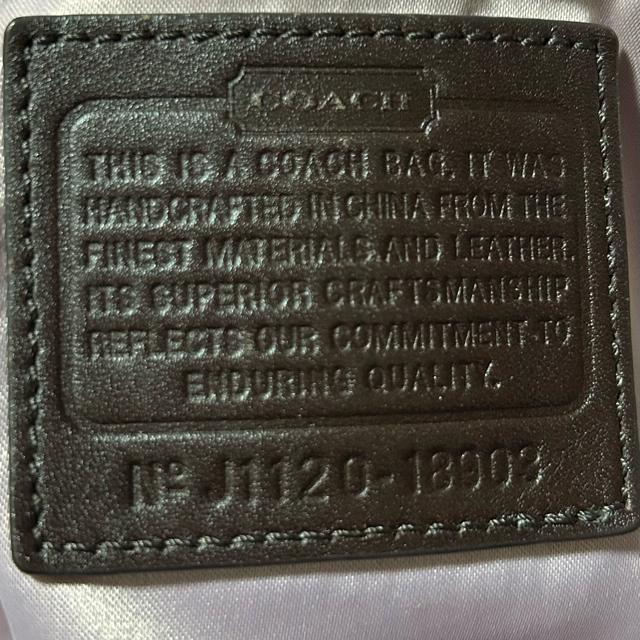 COACH
THIS IS A COACH BAG. IT WAS
HANDCRAFTED IN CHINA FROM THE
FINEST MATERIALS AND LEATHER.
ITS SUPERIOR CRAFTSMANSHIP
REFLECTS OUR COMMITMENT TO
ENDURING QUALITY.
Nº J1120-18903